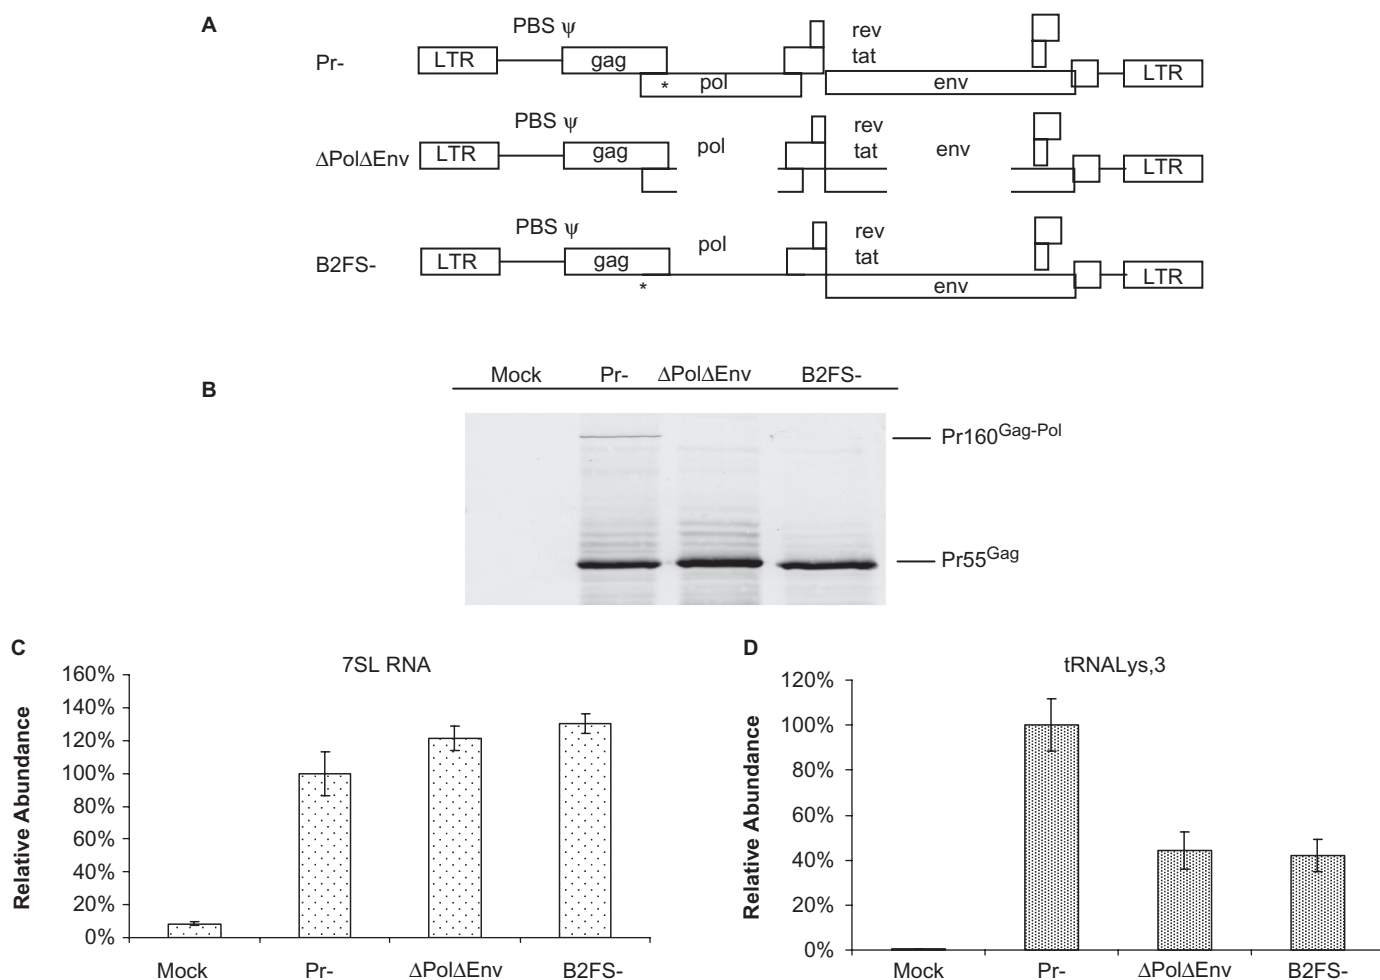 A
PBS ψ
rev
Pr-
LTR
gag
tat
LTR
*
pol
env
PBS ψ
rev
ΔPolΔEnv
LTR
gag
pol
tat
env
LTR
PBS ψ
rev
B2FS-
LTR
gag
pol
tat
LTR
*
env
B
Mock Pr- ΔPolΔEnv B2FS-
Pr160Gag-Pol
Pr55Gag
C
7SL RNA
Relative Abundance
160%
140%
120%
100%
80%
60%
40%
20%
0%
Mock Pr- ΔPolΔEnv B2FS-
D
tRNALys,3
Relative Abundance
120%
100%
80%
60%
40%
20%
0%
Mock Pr- ΔPolΔEnv B2FS-